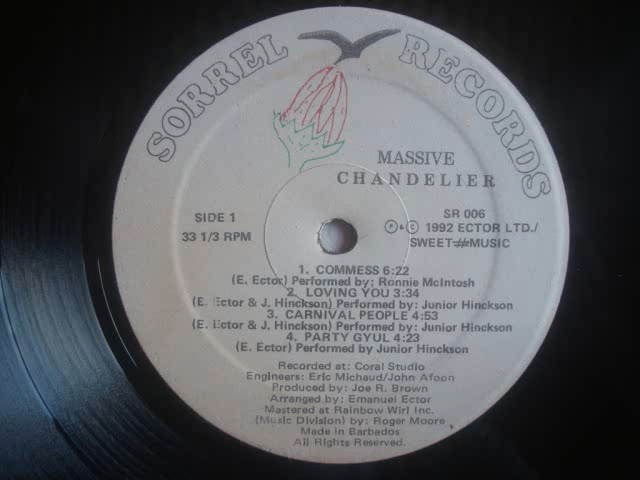 SORREL RECORDS
MASSIVE
CHANDELIER
SIDE 1
33 1/3 RPM
SR 006
Ⓟ & © 1992 ECTOR LTD./
SWEET#MUSIC
1. COMMESS 6:22
(E. Ector) Performed by: Ronnie McIntosh
2. LOVING YOU 3:34
(E. Ector & J. Hinckson) Performed by: Junior Hinckson
3. CARNIVAL PEOPLE 4:53
(E. Ector & J. Hinckson) Performed by: Junior Hinckson
4. PARTY GYUL 4:23
(E. Ector) Performed by Junior Hinckson
Recorded at: Coral Studio
Engineers: Eric Michaud/John Afoon
Produced by: Joe R. Brown
Arranged by: Emanuel Ector
Mastered at Rainbow Wirl Inc.
(Music Division) by: Roger Moore
Made in Barbados
All Rights Reserved.